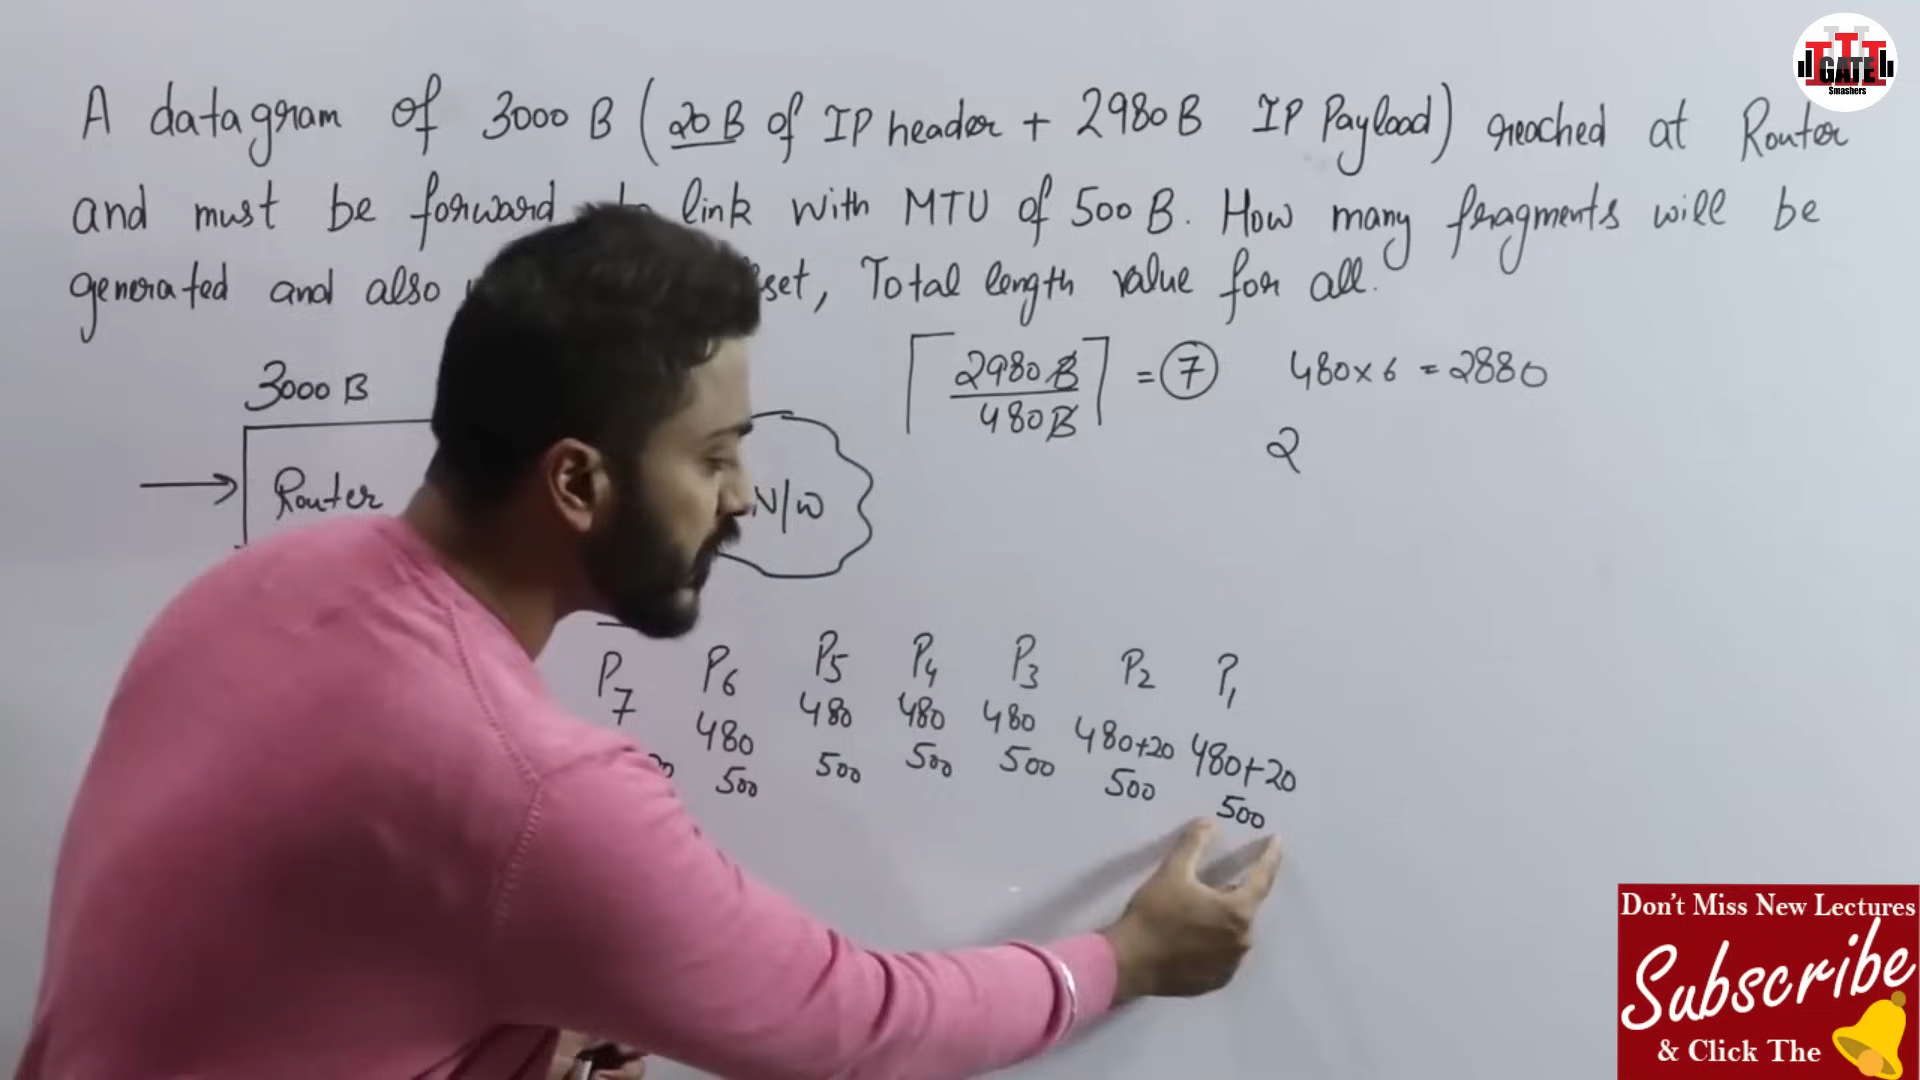 A datagram of 3000 B (20 B of IP header + 2980 B IP Payload) reached at Router
and must be forward to link with MTU of 500 B. How many fragments will be
generated and also set, Total length value for all.
⌈2980 B / 480 B⌉ = 7
480 x 6 = 2880
2
3000 B
Router
N/W
P7 P6 P5 P4 P3 P2 P1
480 480 480 480 480+20 480+20
500 500 500 500 500 500
GATE
Smashers
Don't Miss New Lectures
Subscribe
& Click The